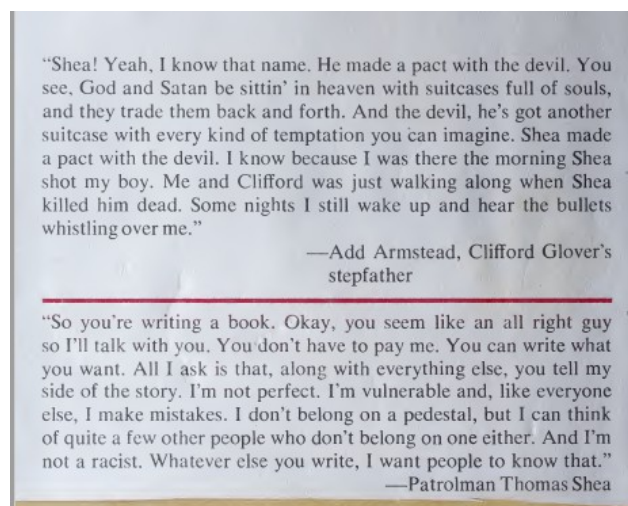 “Shea! Yeah, I know that name. He made a pact with the devil. You
see, God and Satan be sittin’ in heaven with suitcases full of souls,
and they trade them back and forth. And the devil, he’s got another
suitcase with every kind of temptation you can imagine. Shea made
a pact with the devil. I know because I was there the morning Shea
shot my boy. Me and Clifford was just walking along when Shea
killed him dead. Some nights I still wake up and hear the bullets
whistling over me.”
—Add Armstead, Clifford Glover’s
stepfather
“So you’re writing a book. Okay, you seem like an all right guy
so I’ll talk with you. You don’t have to pay me. You can write what
you want. All I ask is that, along with everything else, you tell my
side of the story. I’m not perfect. I’m vulnerable and, like everyone
else, I make mistakes. I don’t belong on a pedestal, but I can think
of quite a few other people who don’t belong on one either. And I’m
not a racist. Whatever else you write, I want people to know that.”
—Patrolman Thomas Shea